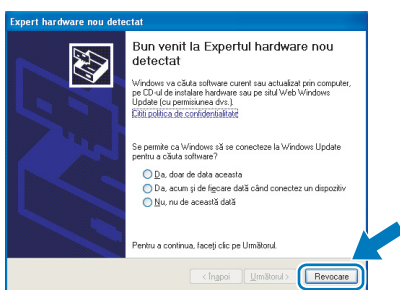 Expert hardware nou detectat
Bun venit la Expertul hardware nou
detectat
Windows va căuta software curent sau actualizat prin computer,
pe CD-ul de instalare hardware sau pe situl Web Windows
Update (cu permisiunea dvs.).
Citiți politica de confidențialitate
Se permite ca Windows să se conecteze la Windows Update
pentru a căuta software?
Da, doar de data aceasta
Da, acum și de fiecare dată când conectez un dispozitiv
Nu, nu de această dată
Pentru a continua, faceți clic pe Următorul.
< Înapoi Următorul > Revocare